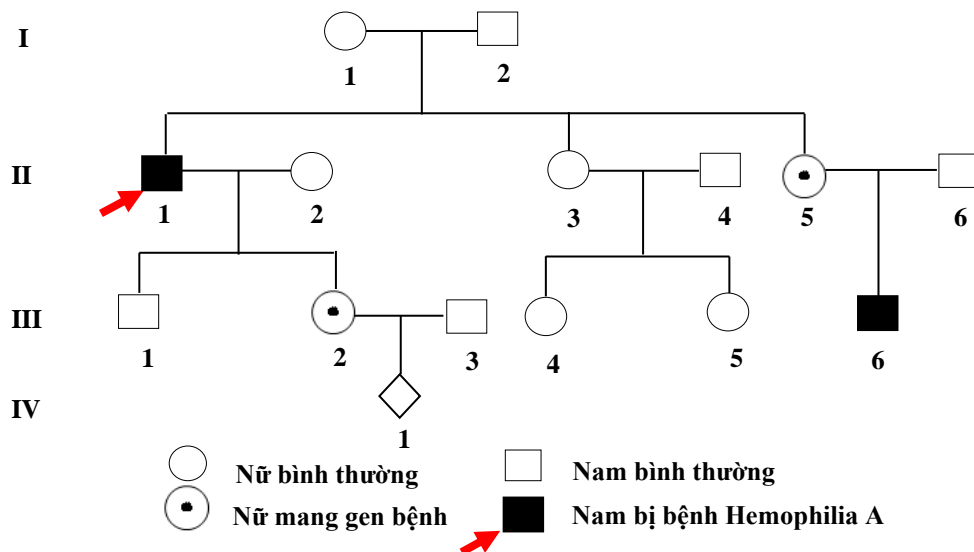 I
1 2
II
1 2 3 4 5 6
III
1 2 3 4 5 6
IV
1
Nữ bình thường Nam bình thường
Nữ mang gen bệnh Nam bị bệnh Hemophilia A